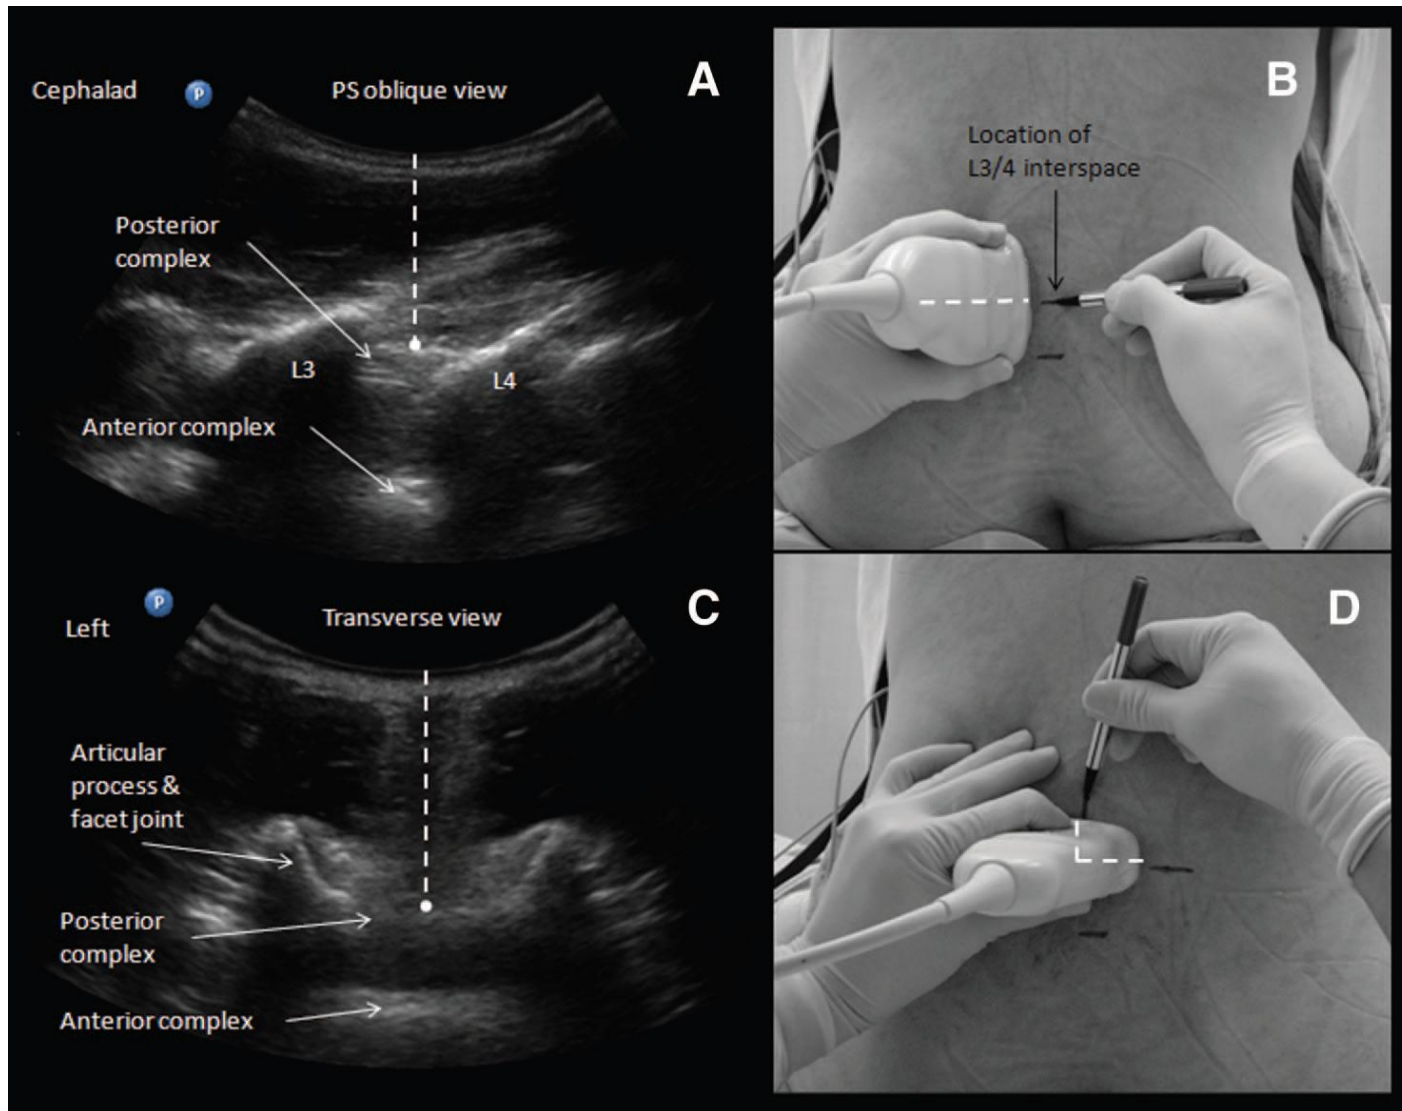 A
Cephalad
P
PS oblique view
Posterior
complex
L3
L4
Anterior complex
B
Location of
L3/4 interspace
C
Left
P
Transverse view
Articular
process &
facet joint
Posterior
complex
Anterior complex
D